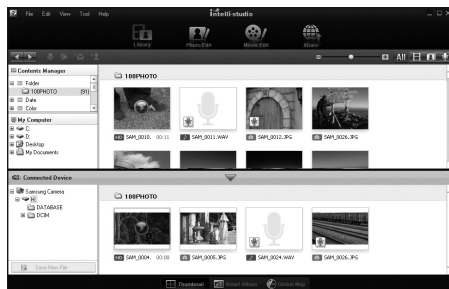 File Edit View Tool Help
intelli-studio
Library
Photo Edit
Movie Edit
Share
All
Contents Manager
Folder
100PHOTO (91)
Date
Color
My Computer
C:
D:
Desktop
My Documents
100PHOTO
HD SAM_0010. 00:11
SAM_0011.WAV
SAM_0012.JPG
SAM_0026.JPG
Connected Device
Samsung Camera
H:
DATABASE
DCIM
Save New File
100PHOTO
HD SAM_0004. 00:08
SAM_0005.JPG
SAM_0024.WAV
SAM_0026.JPG
Thumbnail
Smart Album
Global Map